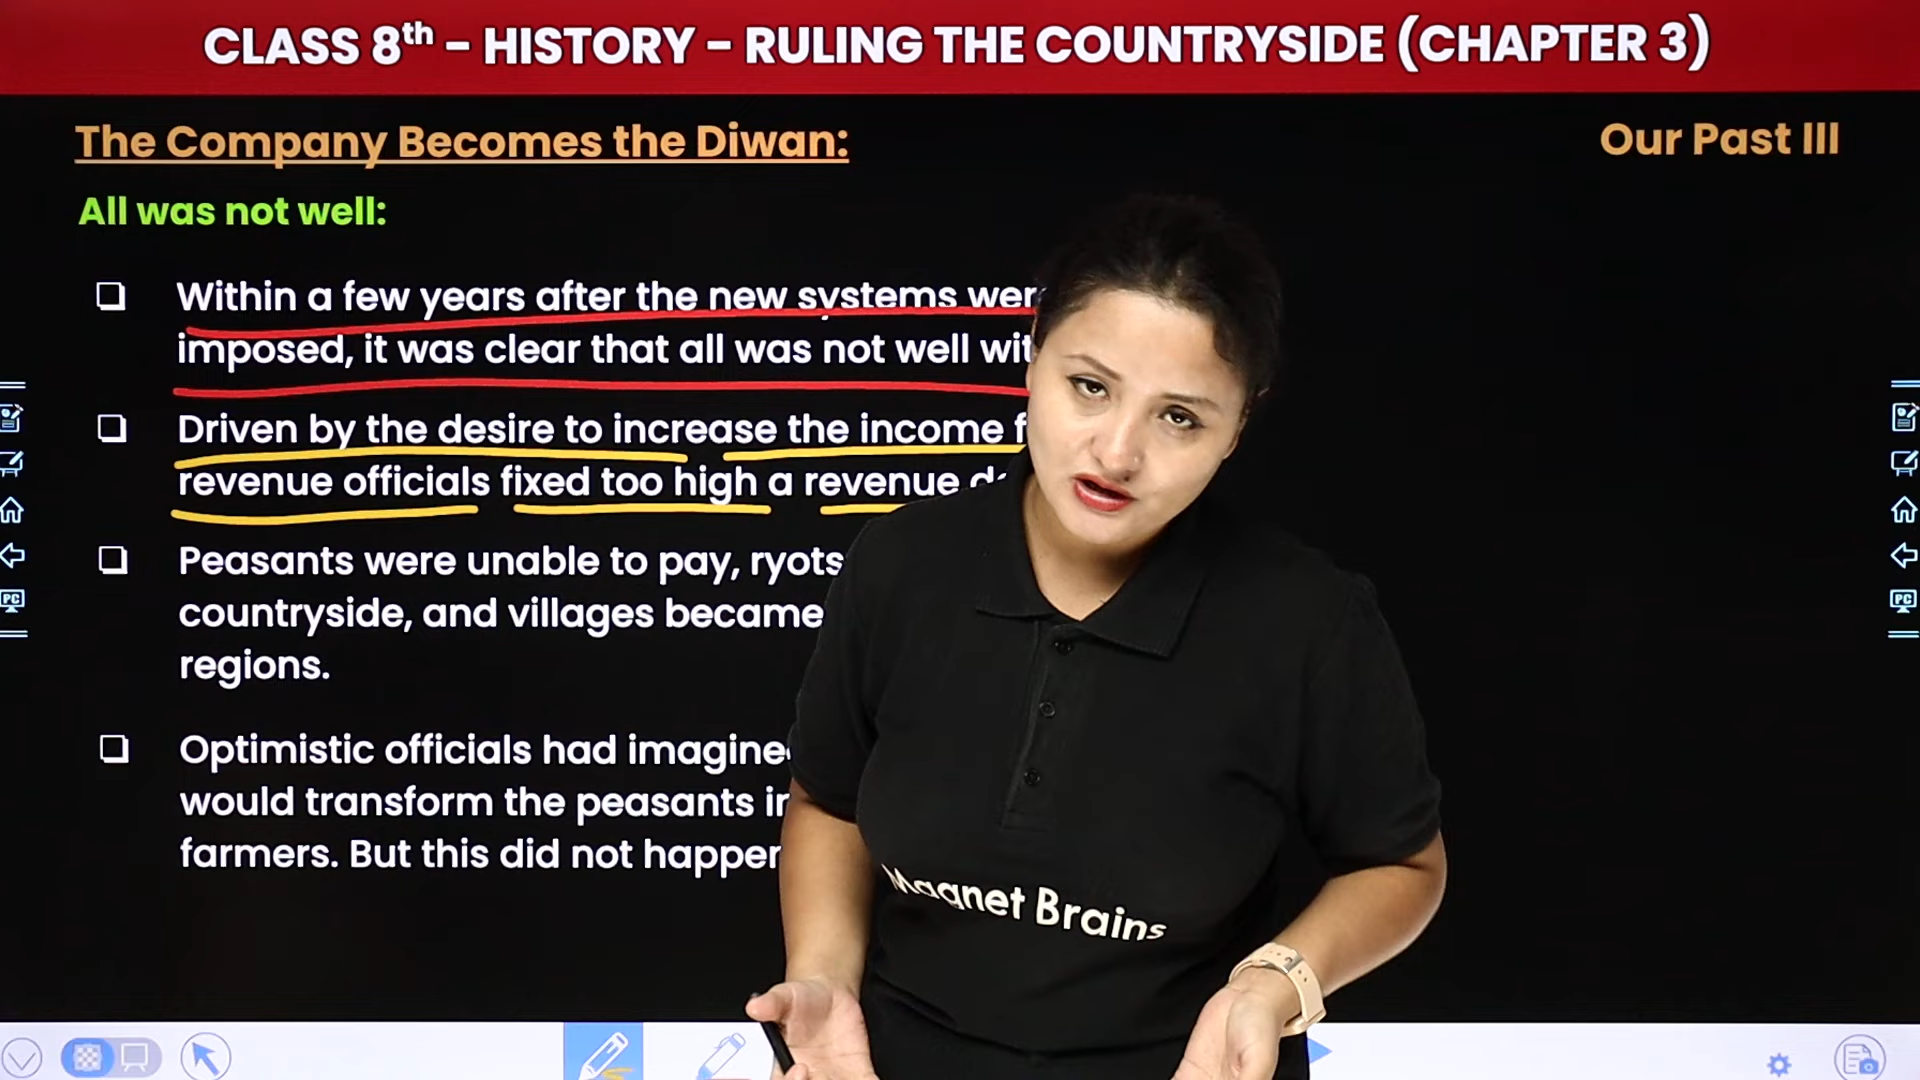 CLASS 8th - HISTORY - RULING THE COUNTRYSIDE (CHAPTER 3)
The Company Becomes the Diwan:
Our Past III
All was not well:
Within a few years after the new systems
imposed, it was clear that all was not well
Driven by the desire to increase the income
revenue officials fixed too high a revenue
Peasants were unable to pay, ryots
countryside, and villages became
regions.
Optimistic officials had
would transform the peasants
farmers. But this did not
Magnet Brains
PC
PC